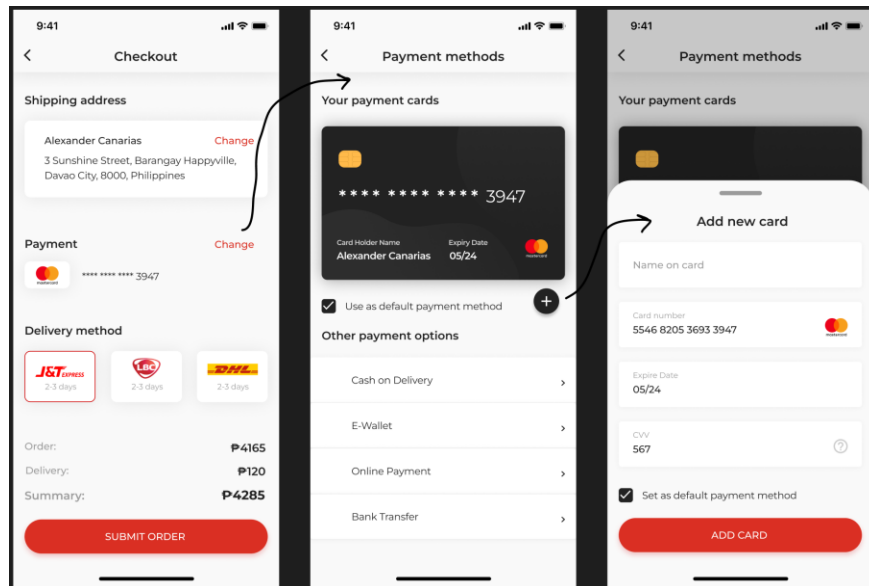 9:41
Checkout
Shipping address
Alexander Canarias Change
3 Sunshine Street, Barangay Happyville,
Davao City, 8000, Philippines
Payment Change
mastercard
**** **** **** 3947
Delivery method
J&T EXPRESS
2-3 days
LBC
2-3 days
DHL
2-3 days
Order: ₱4165
Delivery: ₱120
Summary: ₱4285
SUBMIT ORDER
9:41
Payment methods
Your payment cards
**** **** **** 3947
Card Holder Name Expiry Date
Alexander Canarias 05/24
mastercard
Use as default payment method
+
Other payment options
Cash on Delivery
E-Wallet
Online Payment
Bank Transfer
9:41
Payment methods
Your payment cards
Add new card
Name on card
Card number
5546 8205 3693 3947
mastercard
Expire Date
05/24
CVV
567
?
Set as default payment method
ADD CARD